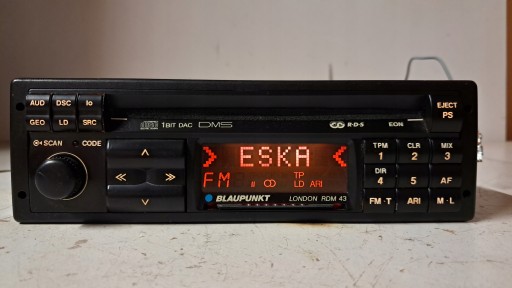 AUD DSC lo
GEO LD SRC
1 BIT DAC DMS
R·D·S EON
EJECT
PS
SCAN CODE
ESKA
FM TP
LD ARI
BLAUPUNKT LONDON RDM 43
TPM CLR MIX
1 2 3
DIR
4 5 AF
FM·T ARI M·L